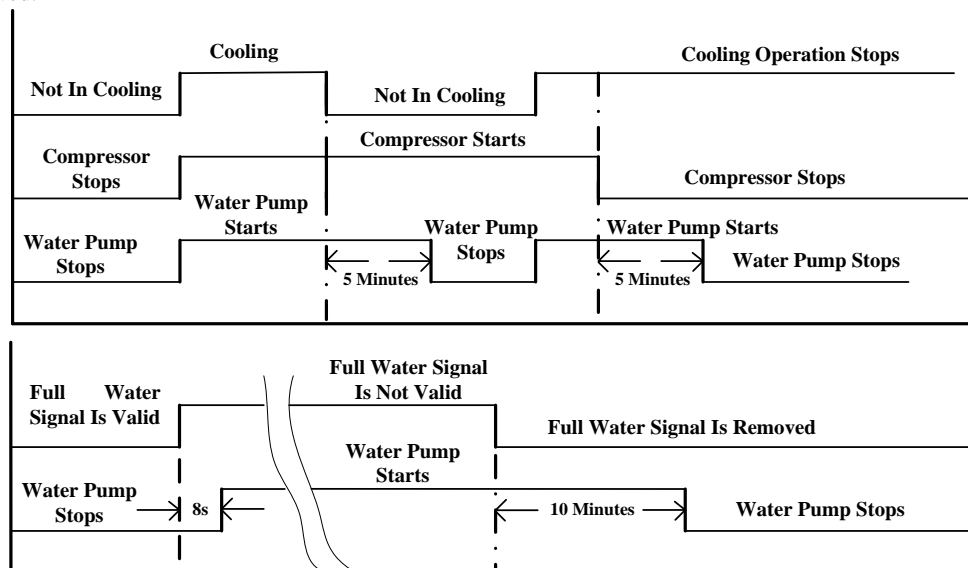 Cooling
Cooling Operation Stops
Not In Cooling
Not In Cooling
Compressor Starts
Compressor
Stops
Compressor Stops
Water Pump
Starts
Water Pump
Stops
Water Pump
Stops
Water Pump Starts
Water Pump Stops
5 Minutes
5 Minutes
Full Water Signal
Is Not Valid
Full Water
Signal Is Valid
Full Water Signal Is Removed
Water Pump
Starts
Water Pump
Stops
8s
10 Minutes
Water Pump Stops